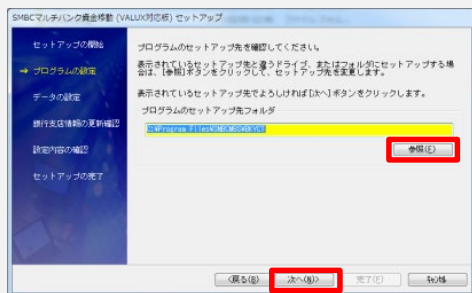 SMBCマルチバンク資金移動 (VALUX対応版) セットアップ
セットアップの開始
→ プログラムの設定
データの設定
銀行支店情報の更新確認
設定内容の確認
セットアップの完了
プログラムのセットアップ先を確認してください。
表示されているセットアップ先と違うドライブ、またはフォルダにセットアップする場
合は、[参照]ボタンをクリックして、セットアップ先を変更します。
表示されているセットアップ先でよろしければ[次へ]ボタンをクリックします。
プログラムのセットアップ先フォルダ
参照(F)
<戻る(B)
次へ(N)>
完了(F)
キャンセル